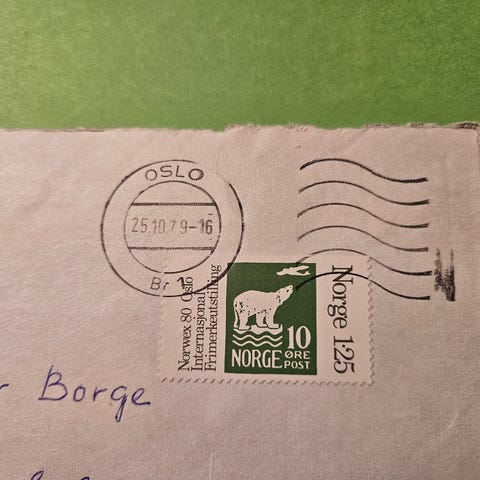 OSLO
25.10.79-16
Br 1
Norwex 80 Oslo
Internasjonal
Frimerkeutstilling
10
NORGE ØRE
POST
Norge 1.25
Borge